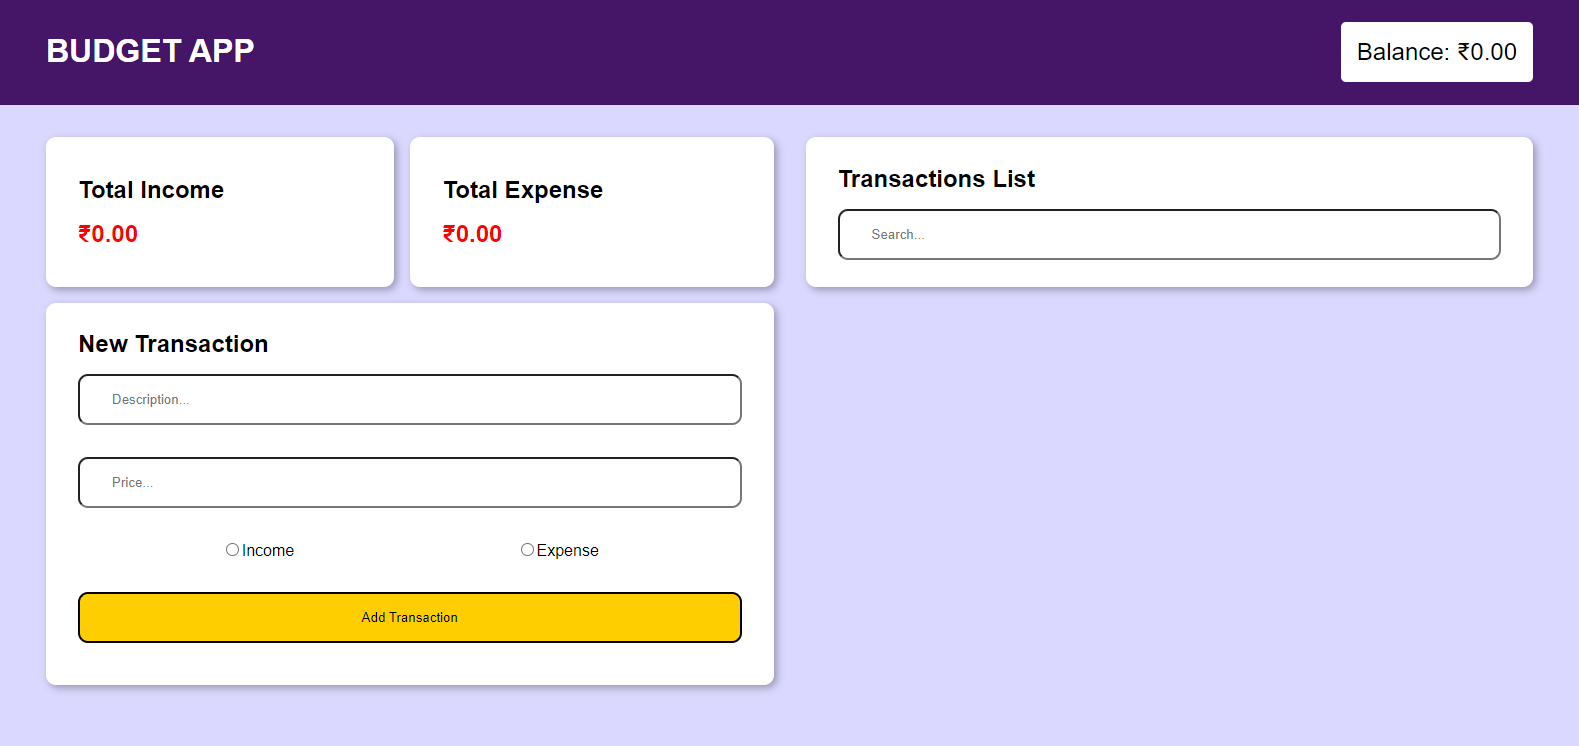 BUDGET APP
Balance: ₹0.00
Total Income
₹0.00
Total Expense
₹0.00
Transactions List
Search...
New Transaction
Description...
Price...
Income
Expense
Add Transaction